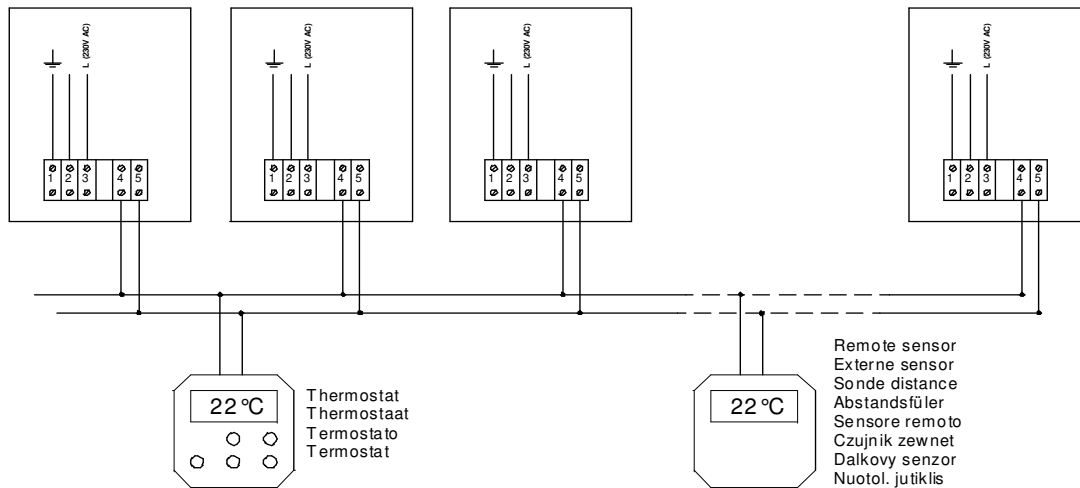 L (230V AC)
L (230V AC)
L (230V AC)
L (230V AC)
1 2 3 4 5
1 2 3 4 5
1 2 3 4 5
1 2 3 4 5
22 °C
Thermostat
Thermostaat
Termostato
Termostat
22 °C
Remote sensor
Externe sensor
Sonde distance
Abstandsfüler
Sensore remoto
Czujnik zewnet
Dalkovy senzor
Nuotol. jutiklis